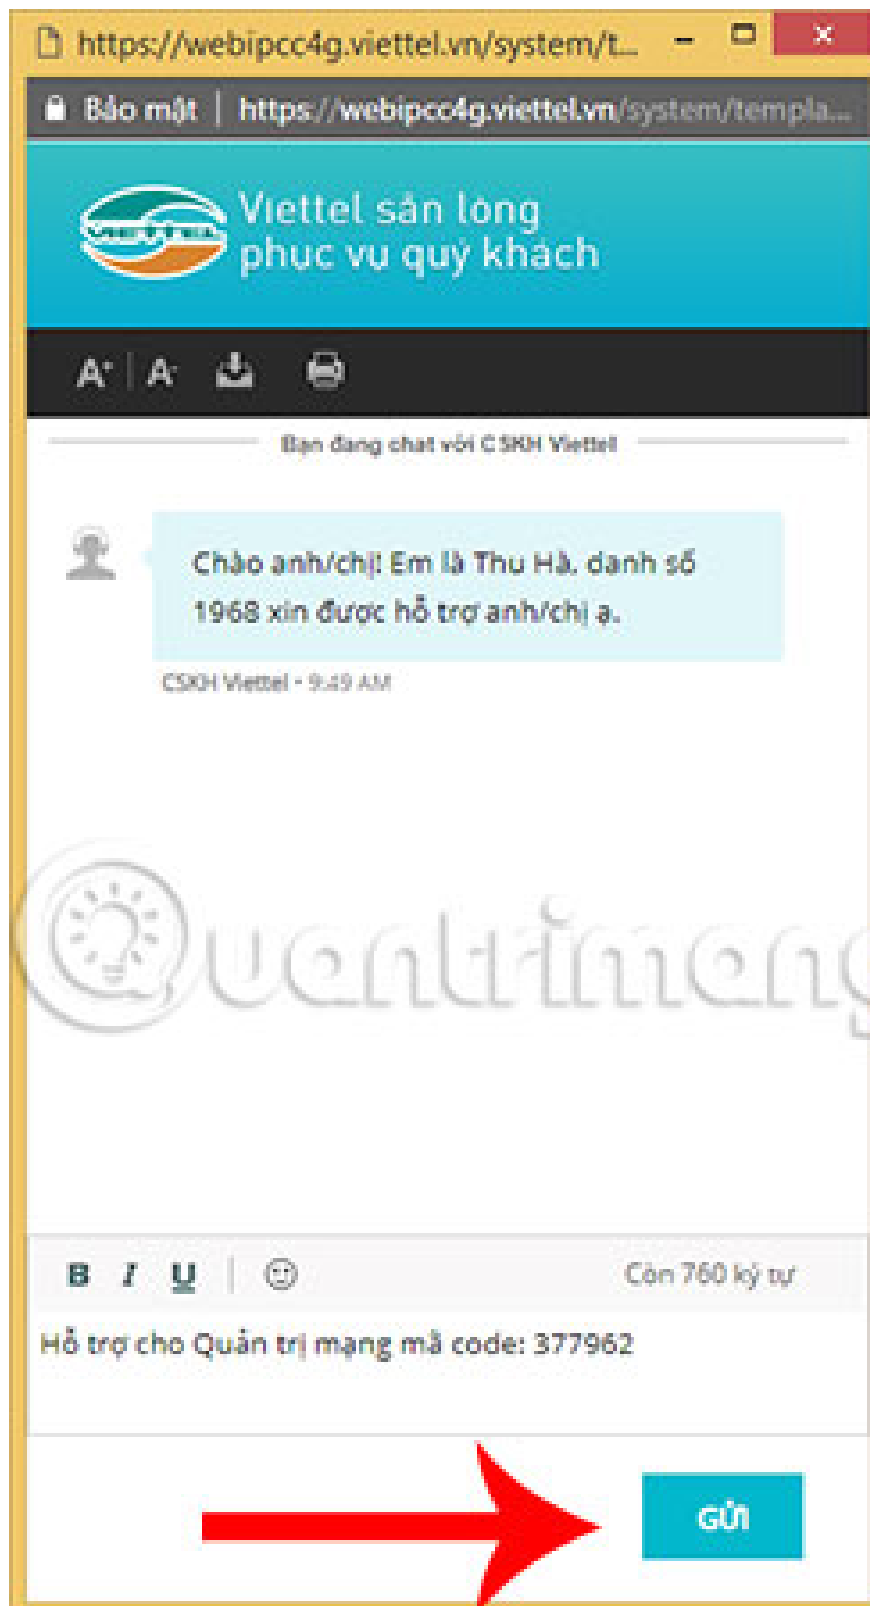 https://webipcc4g.viettel.vn/system/t...
Bảo mật | https://webipcc4g.viettel.vn/system/templa...
VIETTEL
Viettel sẵn lòng
phục vụ quý khách
A+ | A-
Bạn đang chat với CSKH Viettel
Chào anh/chị! Em là Thu Hà, danh số
1968 xin được hỗ trợ anh/chị ạ.
CSKH Viettel • 9:49 AM
Quantrimang
B I U
Còn 760 ký tự
Hỗ trợ cho Quản trị mạng mã code: 377962
GỬI